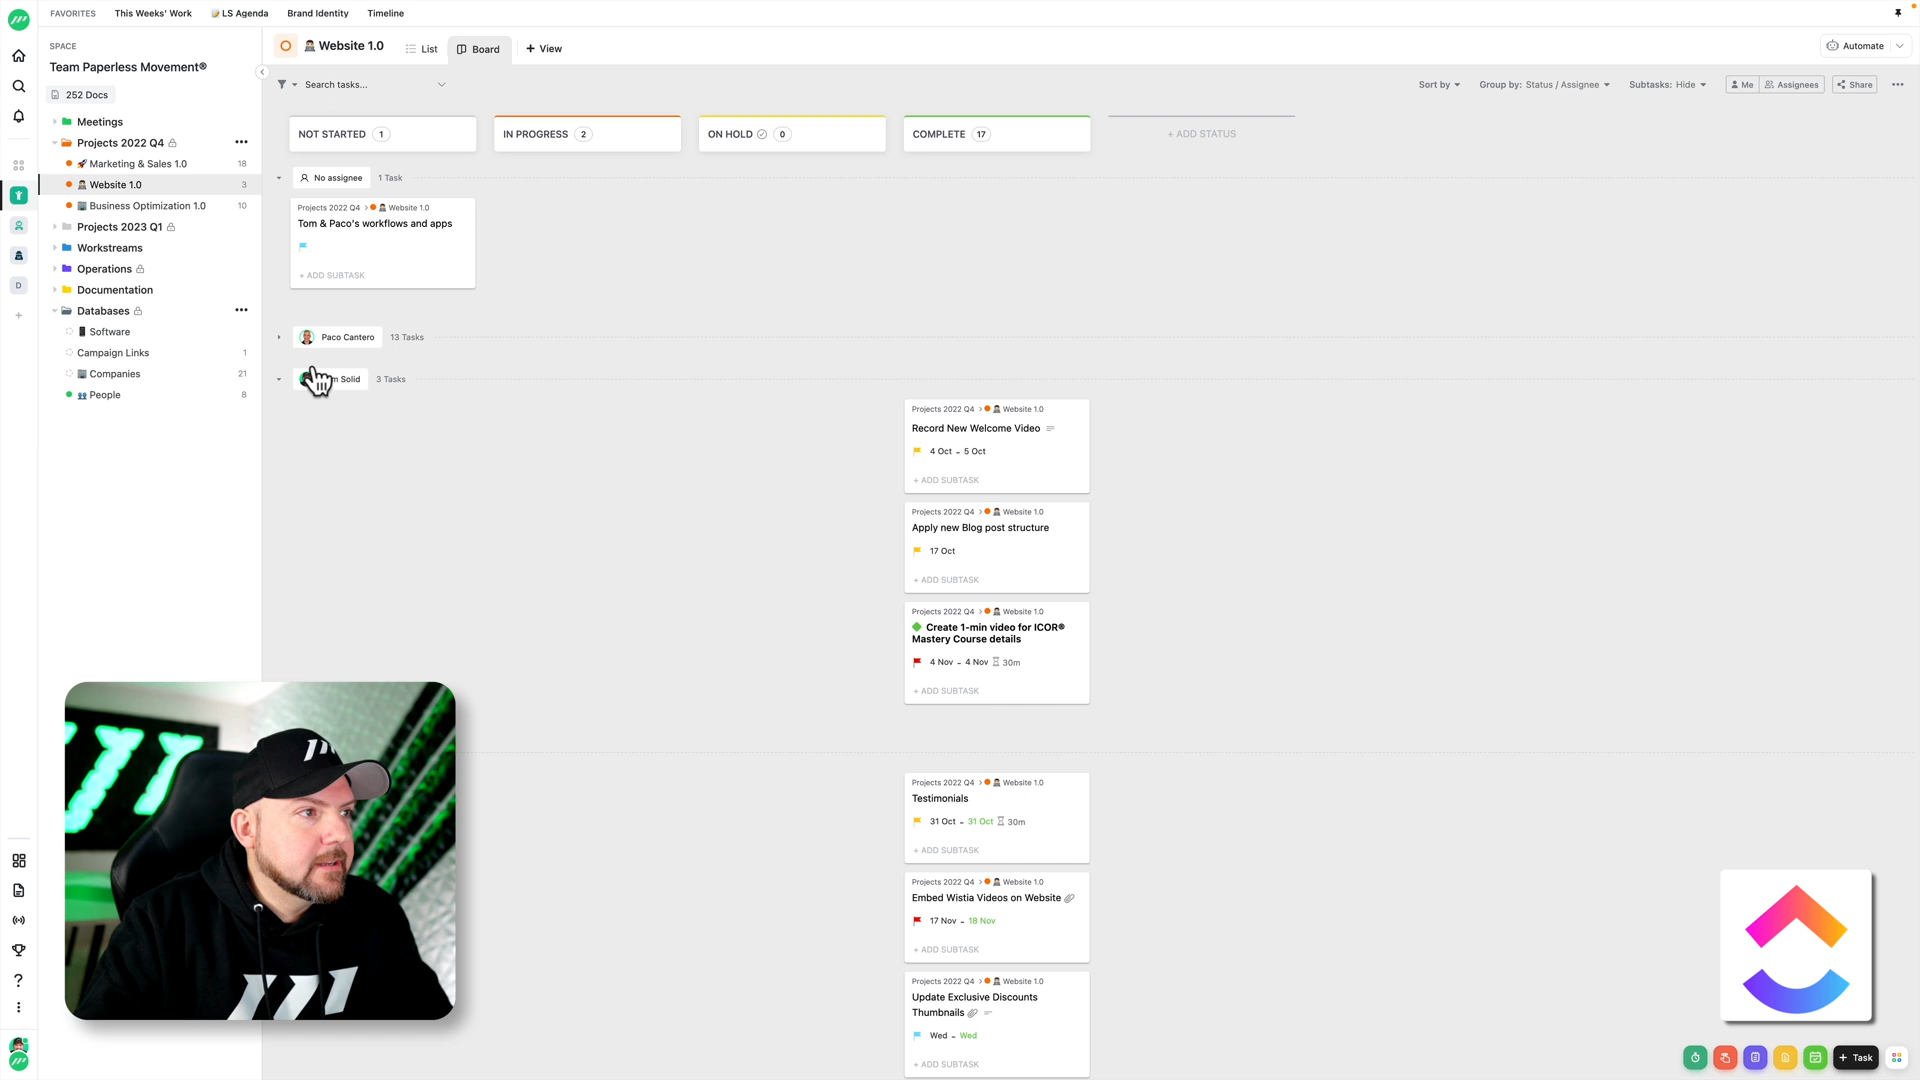 FAVORITES
This Weeks' Work
LS Agenda
Brand Identity
Timeline
SPACE
Team Paperless Movement®
252 Docs
Meetings
Projects 2022 Q4
Marketing & Sales 1.0 18
Website 1.0 3
Business Optimization 1.0 10
Projects 2023 Q1
Workstreams
Operations
Documentation
Databases
Software
Campaign Links 1
Companies 21
People 8
D
Website 1.0
List
Board
+ View
Automate
Search tasks...
Sort by
Group by: Status / Assignee
Subtasks: Hide
Me
Assignees
Share
NOT STARTED 1
IN PROGRESS 2
ON HOLD 0
COMPLETE 17
+ ADD STATUS
No assignee 1 Task
Projects 2022 Q4 > Website 1.0
Tom & Paco's workflows and apps
+ ADD SUBTASK
Paco Cantero 13 Tasks
Solid 3 Tasks
Projects 2022 Q4 > Website 1.0
Record New Welcome Video
4 Oct - 5 Oct
+ ADD SUBTASK
Projects 2022 Q4 > Website 1.0
Apply new Blog post structure
17 Oct
+ ADD SUBTASK
Projects 2022 Q4 > Website 1.0
Create 1-min video for ICOR®
Mastery Course details
4 Nov - 4 Nov 30m
+ ADD SUBTASK
Projects 2022 Q4 > Website 1.0
Testimonials
31 Oct - 31 Oct 30m
+ ADD SUBTASK
Projects 2022 Q4 > Website 1.0
Embed Wistia Videos on Website
17 Nov - 18 Nov
+ ADD SUBTASK
Projects 2022 Q4 > Website 1.0
Update Exclusive Discounts
Thumbnails
Wed - Wed
+ ADD SUBTASK
+ Task